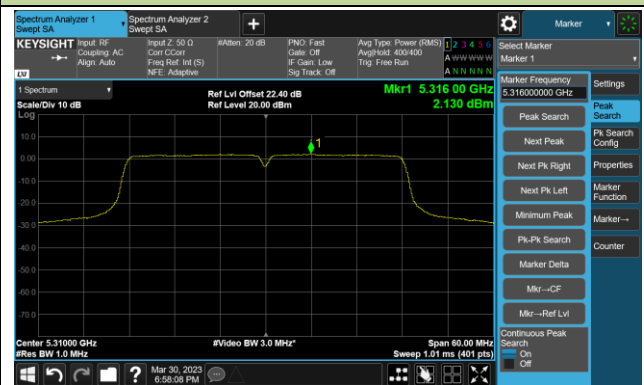 Spectrum Analyzer 1
Swept SA
Spectrum Analyzer 2
Swept SA
+
Marker
KEYSIGHT
Input: RF
Coupling: AC
Align: Auto
Input Z: 50 Ω
Corr CCorr
Freq Ref: Int (S)
NFE: Adaptive
#Atten: 20 dB
PNO: Fast
Gate: Off
IF Gain: Low
Sig Track: Off
Avg Type: Power (RMS)
Avg|Hold: 400/400
Trig: Free Run
1 2 3 4 5 6
A W W W W W
A N N N N N
LXI
Select Marker
Marker 1
1 Spectrum
Scale/Div 10 dB
Log
Ref Lvl Offset 22.40 dB
Ref Level 20.00 dBm
Mkr1 5.316 00 GHz
2.130 dBm
10.0
0.00
-10.0
-20.0
-30.0
-40.0
-50.0
-60.0
-70.0
1
Center 5.31000 GHz
#Res BW 1.0 MHz
#Video BW 3.0 MHz*
Span 60.00 MHz
Sweep 1.01 ms (401 pts)
Marker Frequency
5.316000000 GHz
Peak Search
Next Peak
Next Pk Right
Next Pk Left
Minimum Peak
Pk-Pk Search
Marker Delta
Mkr→CF
Mkr→Ref Lvl
Continuous Peak
Search
On
Off
Settings
Peak
Search
Pk Search
Config
Properties
Marker
Function
Marker→
Counter
?
Mar 30, 2023
6:58:08 PM